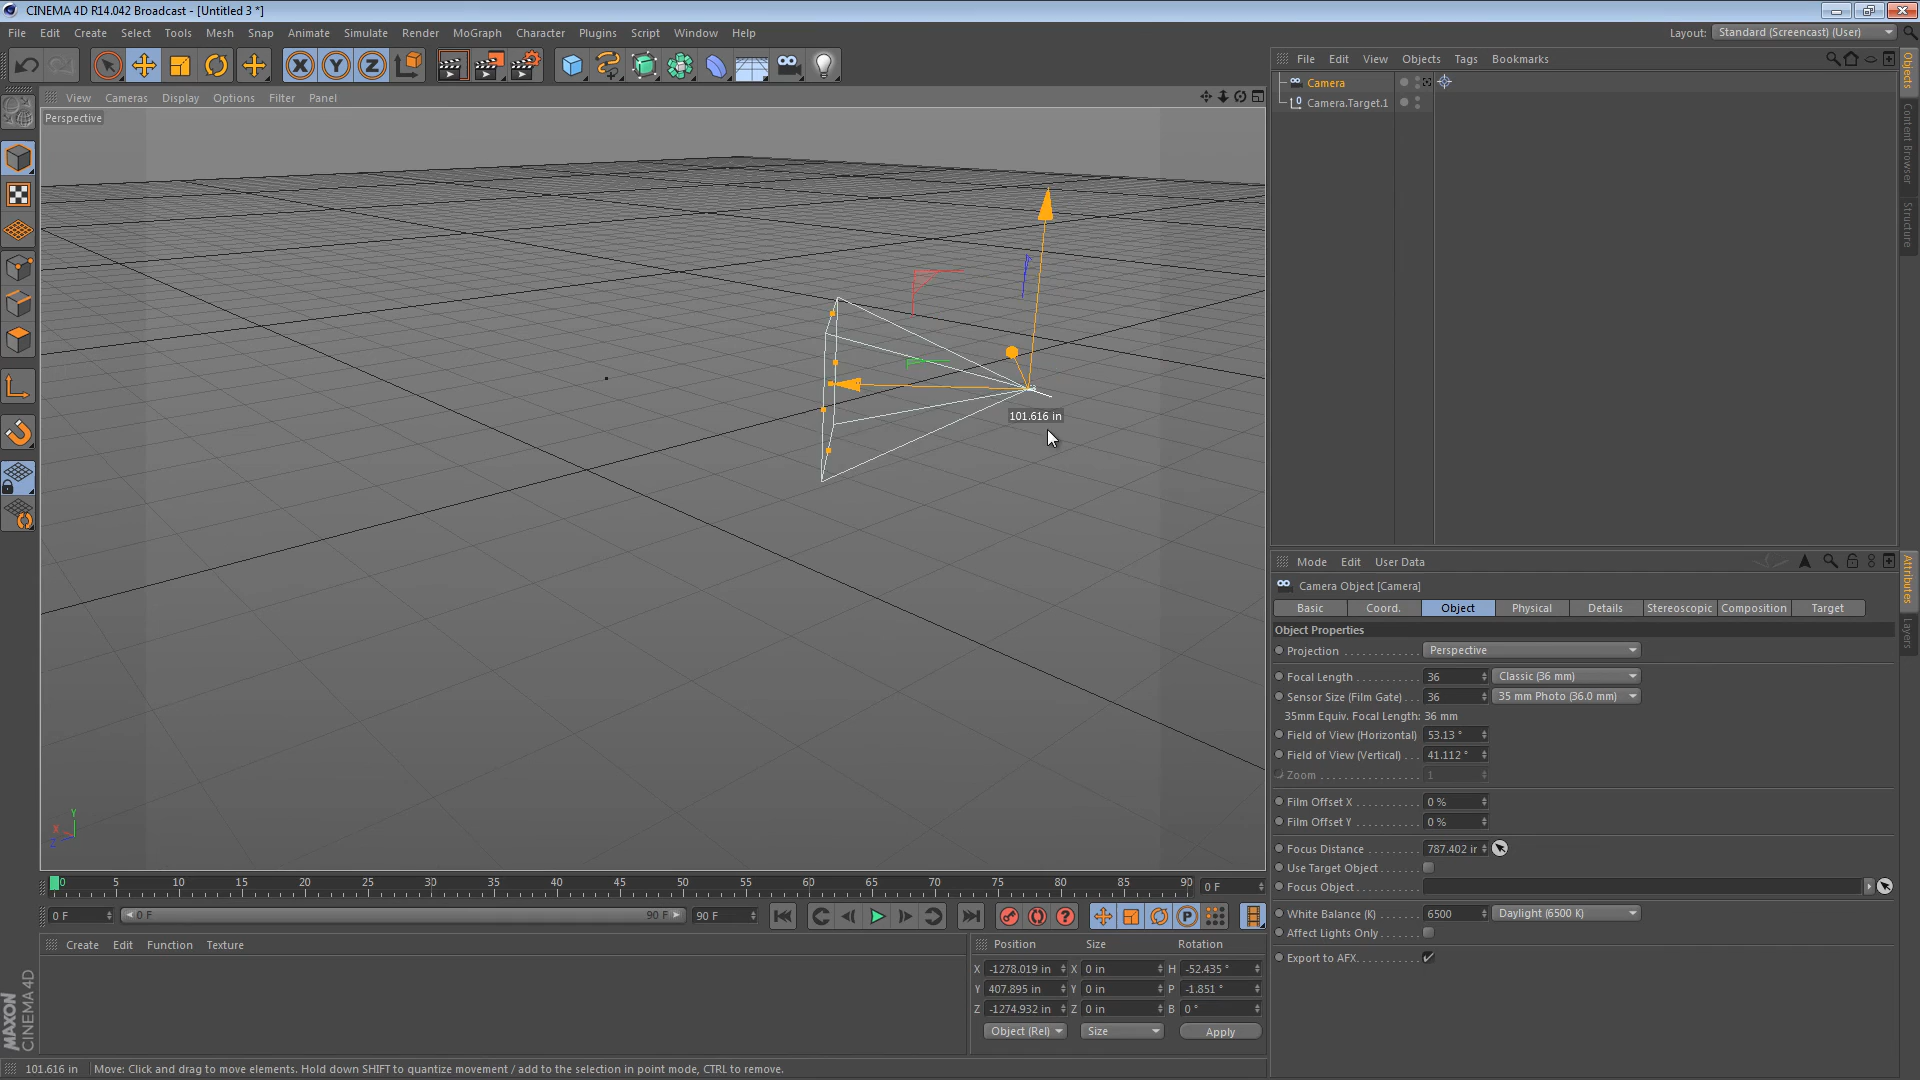 CINEMA 4D R14.042 Broadcast - [Untitled 3 *]
File Edit Create Select Tools Mesh Snap Animate Simulate Render MoGraph Character Plugins Script Window Help
Layout: Standard (Screencast) (User)
File Edit View Objects Tags Bookmarks
Camera
Camera.Target.1
Objects
Content Browser
Structure
View Cameras Display Options Filter Panel
Perspective
101.616 in
Y
X
Z
Mode Edit User Data
Camera Object [Camera]
Basic Coord. Object Physical Details Stereoscopic Composition Target
Object Properties
Projection Perspective
Focal Length 36 Classic (36 mm)
Sensor Size (Film Gate) 36 35 mm Photo (36.0 mm)
35mm Equiv. Focal Length: 36 mm
Field of View (Horizontal) 53.13 °
Field of View (Vertical) 41.112 °
Zoom 1
Film Offset X 0 %
Film Offset Y 0 %
Focus Distance 787.402 ir
Use Target Object
Focus Object
White Balance (K) 6500 Daylight (6500 K)
Affect Lights Only
Export to AFX
Attributes
Layers
0 5 10 15 20 25 30 35 40 45 50 55 60 65 70 75 80 85 90 0 F
0 F 0 F 90 F 90 F
Create Edit Function Texture
Position Size Rotation
X -1278.019 in X 0 in H -52.435 °
Y 407.895 in Y 0 in P -1.851 °
Z -1274.932 in Z 0 in B 0 °
Object (Rel) Size Apply
MAXON
CINEMA 4D
101.616 in Move: Click and drag to move elements. Hold down SHIFT to quantize movement / add to the selection in point mode, CTRL to remove.